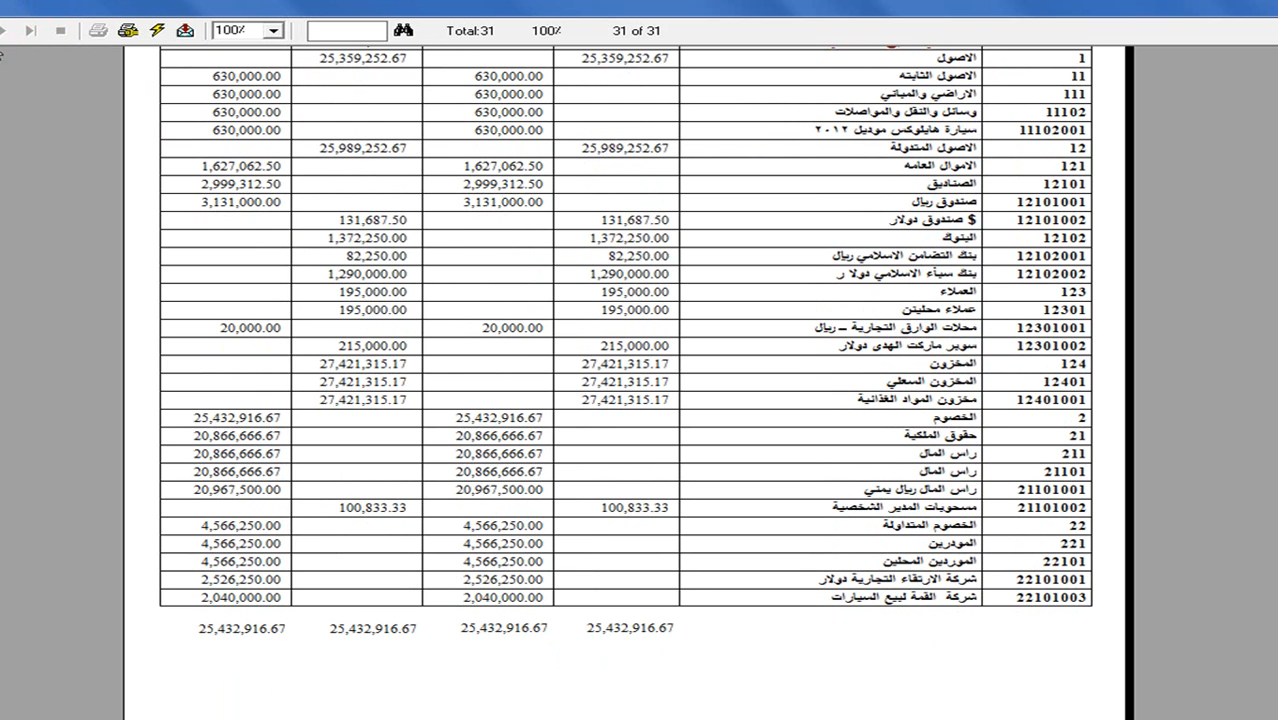 100% Total:31 100% 31 of 31
1 الاصول 25,359,252.67 25,359,252.67
11 الاصول الثابته 630,000.00 630,000.00
111 الاراضي والمباني 630,000.00 630,000.00
11102 وسائل والنقل والمواصلات 630,000.00 630,000.00
11102001 سيارة هايلوكس موديل ٢٠١٢ 630,000.00 630,000.00
12 الاصول المتدولة 25,989,252.67 25,989,252.67
121 الاموال العامه 1,627,062.50 1,627,062.50
12101 الصناديق 2,999,312.50 2,999,312.50
12101001 صندوق ريال 3,131,000.00 3,131,000.00
12101002 $ صندوق دولار 131,687.50 131,687.50
12102 البنوك 1,372,250.00 1,372,250.00
12102001 بنك التضامن الاسلامي ريال 82,250.00 82,250.00
12102002 بنك سبأء الاسلامي دولا ر 1,290,000.00 1,290,000.00
123 العملاء 195,000.00 195,000.00
12301 عملاء محليتن 195,000.00 195,000.00
12301001 محلات الوارق التجارية – ريال 20,000.00 20,000.00
12301002 سوبر ماركت الهدى دولار 215,000.00 215,000.00
124 المخزون 27,421,315.17 27,421,315.17
12401 المخزون السعلي 27,421,315.17 27,421,315.17
12401001 مخزون المواد الغذائية 27,421,315.17 27,421,315.17
2 الخصوم 25,432,916.67 25,432,916.67
21 حقوق الملكية 20,866,666.67 20,866,666.67
211 راس المال 20,866,666.67 20,866,666.67
21101 راس المال 20,866,666.67 20,866,666.67
21101001 راس المال ريال يمني 20,967,500.00 20,967,500.00
21101002 مسحوبات المدير الشخصية 100,833.33 100,833.33
22 الخصوم المتداولة 4,566,250.00 4,566,250.00
221 المودرين 4,566,250.00 4,566,250.00
22101 الموردين المحلين 4,566,250.00 4,566,250.00
22101001 شركة الارتقاء التجارية دولار 2,526,250.00 2,526,250.00
22101003 شركة القمة لبيع السيارات 2,040,000.00 2,040,000.00
25,432,916.67 25,432,916.67 25,432,916.67 25,432,916.67